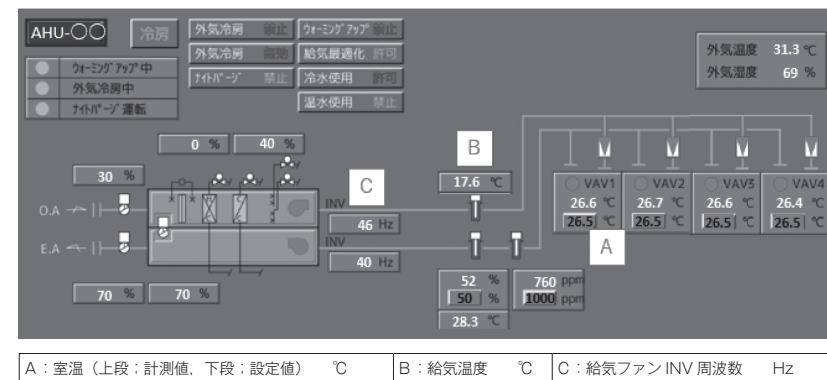 AHU-〇〇
冷房
外気冷房 禁止
ウォーミングアップ 禁止
外気冷房 無効
給気最適化 許可
ナイトパージ 禁止
冷水使用 許可
温水使用 禁止
ウォーミングアップ中
外気冷房中
ナイトパージ運転
外気温度 31.3 ℃
外気湿度 69 %
0 %
40 %
30 %
B
17.6 ℃
C
VAV1
VAV2
VAV3
VAV4
26.6 ℃
26.7 ℃
26.6 ℃
26.4 ℃
26.5 ℃
26.5 ℃
26.5 ℃
26.5 ℃
A
O.A
INV
46 Hz
E.A
INV
40 Hz
70 %
70 %
52 %
50 %
760 ppm
1000 ppm
28.3 ℃
A：室温（上段；計測値，下段；設定値） ℃
B：給気温度 ℃
C：給気ファン INV 周波数 Hz